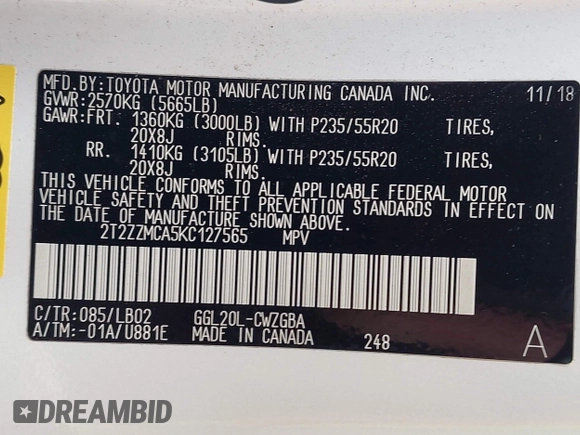 MFD.BY:TOYOTA MOTOR MANUFACTURING CANADA INC. 11/18
GVWR:2570KG (5665LB)
GAWR:FRT. 1360KG (3000LB) WITH P235/55R20 TIRES,
20X8J RIMS.
RR. 1410KG (3105LB) WITH P235/55R20 TIRES,
20X8J RIMS.
THIS VEHICLE CONFORMS TO ALL APPLICABLE FEDERAL MOTOR
VEHICLE SAFETY AND THEFT PREVENTION STANDARDS IN EFFECT ON
THE DATE OF MANUFACTURE SHOWN ABOVE.
2T2ZZMCA5KC127565 MPV
C/TR:085/LB02 GGL20L-CWZGBA
A/TM:-01A/U881E MADE IN CANADA 248 A
DREAMBID